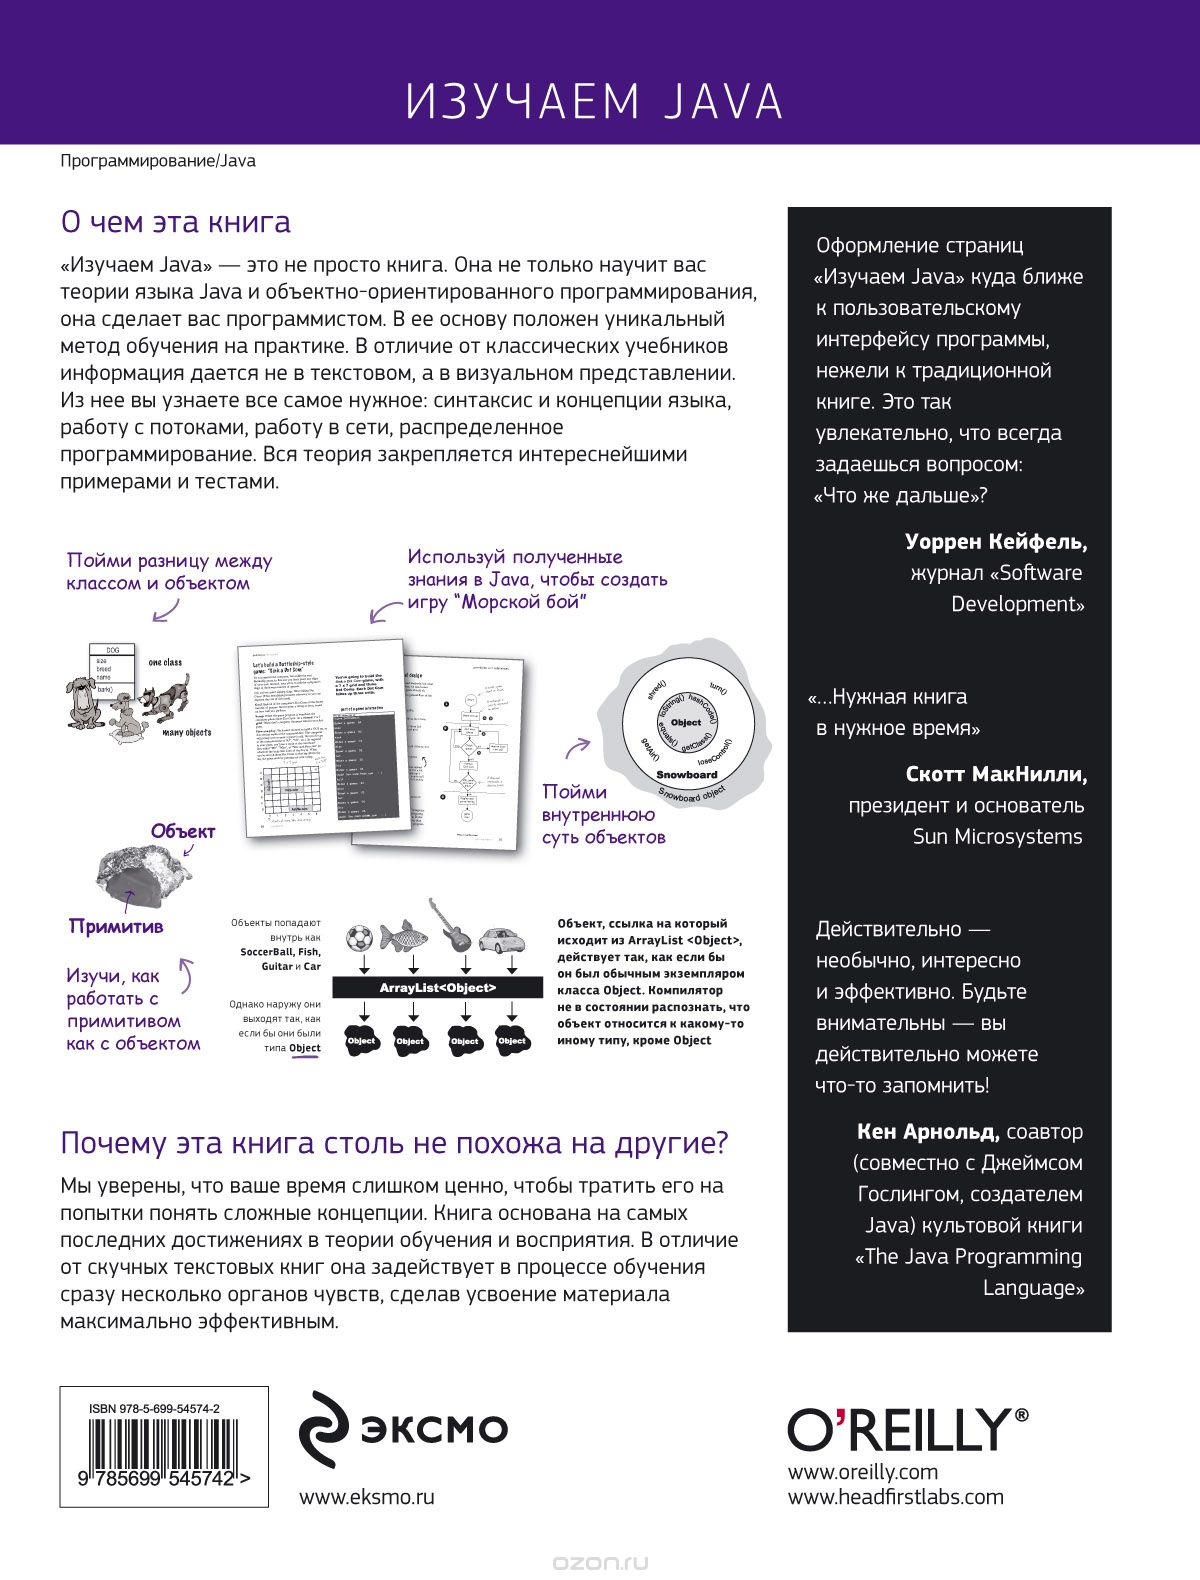 ИЗУЧАЕМ JAVA
Программирование/Java
О чем эта книга
«Изучаем Java» — это не просто книга. Она не только научит вас
теории языка Java и объектно-ориентированного программирования,
она сделает вас программистом. В ее основу положен уникальный
метод обучения на практике. В отличие от классических учебников
информация дается не в текстовом, а в визуальном представлении.
Из нее вы узнаете все самое нужное: синтаксис и концепции языка,
работу с потоками, работу в сети, распределенное
программирование. Вся теория закрепляется интереснейшими
примерами и тестами.
Пойми разницу между
классом и объектом
Используй полученные
знания в Java, чтобы создать
игру “Морской бой”
DOG
size
breed
name
bark()
one class
many objects
Let's build a Battleship-style
game: "Sink a Dot Com"
shred()
turn()
toString()
hashCode()
Object
equals()
getClass()
getAir()
loseControl()
Snowboard
Snowboard object
Пойми
внутреннюю
суть объектов
Объект
Примитив
Изучи, как
работать с
примитивом
как с объектом
Объекты попадают
внутрь как
SoccerBall, Fish,
Guitar и Car
Однако наружу они
выходят так, как
если бы они были
типа Object
ArrayList<Object>
Object
Object
Object
Object
Объект, ссылка на который
исходит из ArrayList <Object>,
действует так, как если бы
он был обычным экземпляром
класса Object. Компилятор
не в состоянии распознать, что
объект относится к какому-то
иному типу, кроме Object
Почему эта книга столь не похожа на другие?
Мы уверены, что ваше время слишком ценно, чтобы тратить его на
попытки понять сложные концепции. Книга основана на самых
последних достижениях в теории обучения и восприятия. В отличие
от скучных текстовых книг она задействует в процессе обучения
сразу несколько органов чувств, сделав усвоение материала
максимально эффективным.
Оформление страниц
«Изучаем Java» куда ближе
к пользовательскому
интерфейсу программы,
нежели к традиционной
книге. Это так
увлекательно, что всегда
задаешься вопросом:
«Что же дальше»?
Уоррен Кейфель,
журнал «Software
Development»
«...Нужная книга
в нужное время»
Скотт МакНилли,
президент и основатель
Sun Microsystems
Действительно —
необычно, интересно
и эффективно. Будьте
внимательны — вы
действительно можете
что-то запомнить!
Кен Арнольд, соавтор
(совместно с Джеймсом
Гослингом, создателем
Java) культовой книги
«The Java Programming
Language»
ISBN 978-5-699-54574-2
9 785699 545742 >
ЭКСМО
www.eksmo.ru
O'REILLY®
www.oreilly.com
www.headfirstlabs.com
ozon.ru